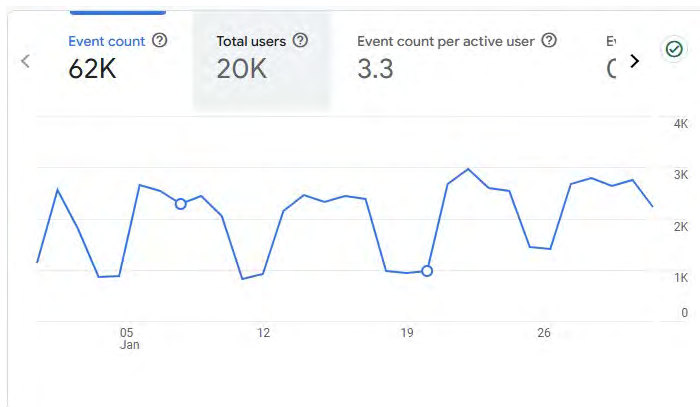 Event count
62K
Total users
20K
Event count per active user
3.3
4K
3K
2K
1K
0
05
Jan
12
19
26